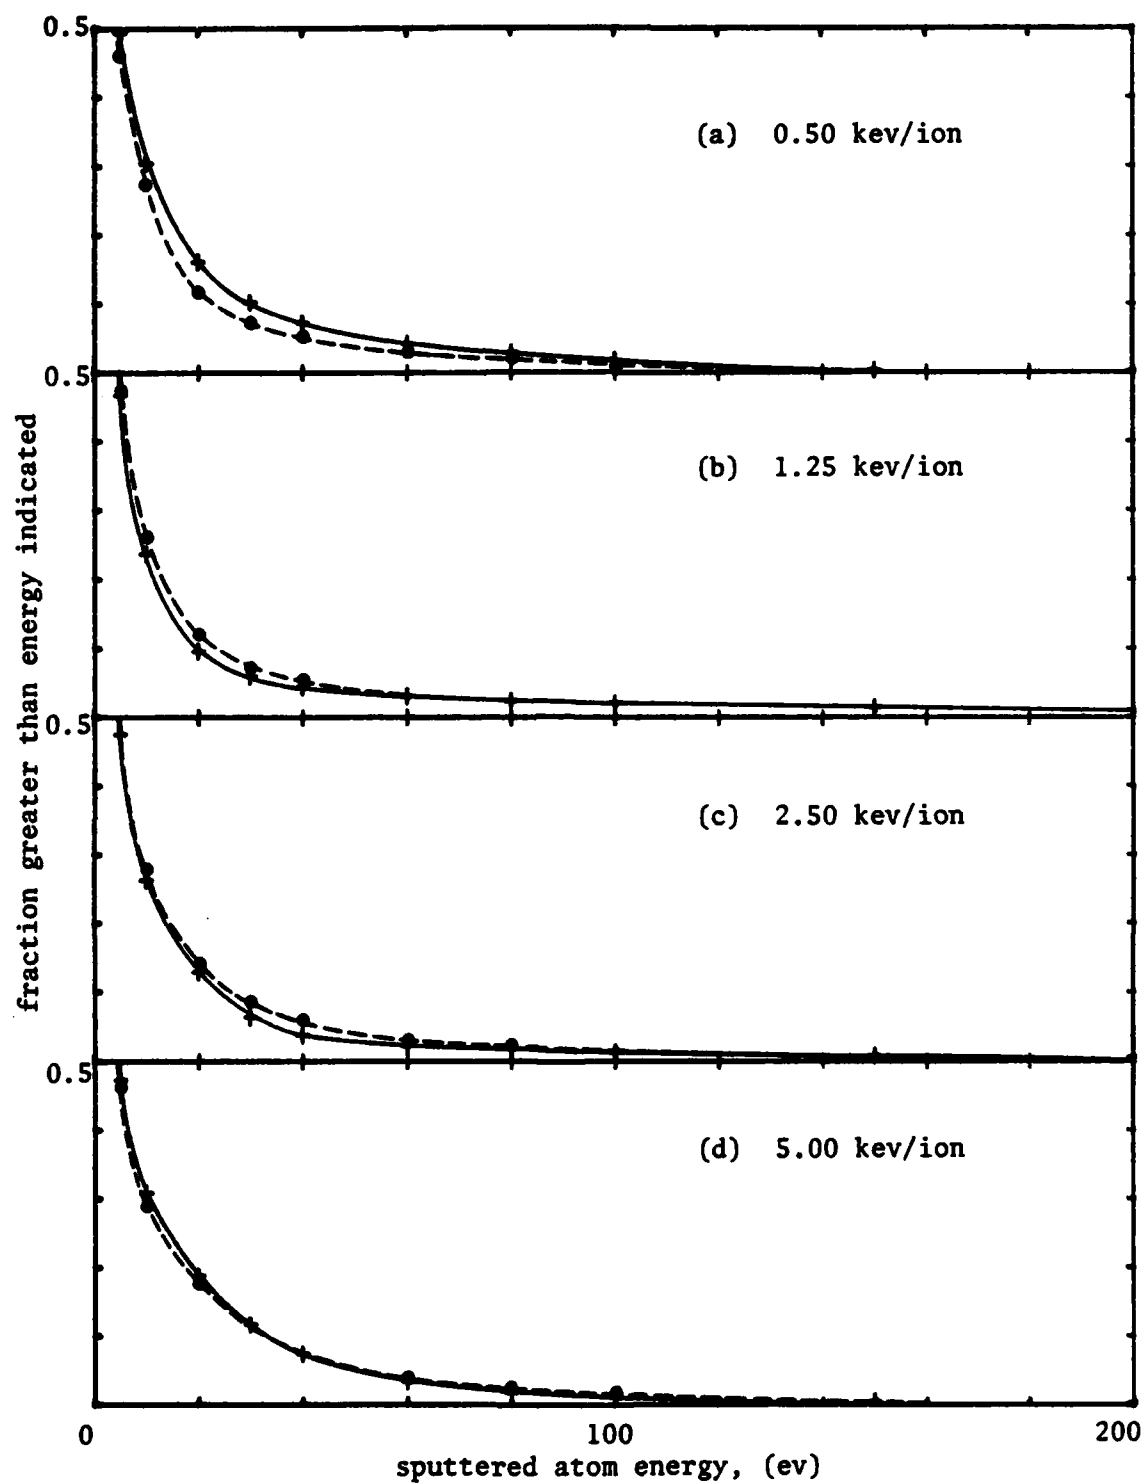 0.5
(a) 0.50 kev/ion
0.5
(b) 1.25 kev/ion
0.5
(c) 2.50 kev/ion
0.5
(d) 5.00 kev/ion
fraction greater than energy indicated
0 100 200
sputtered atom energy, (ev)